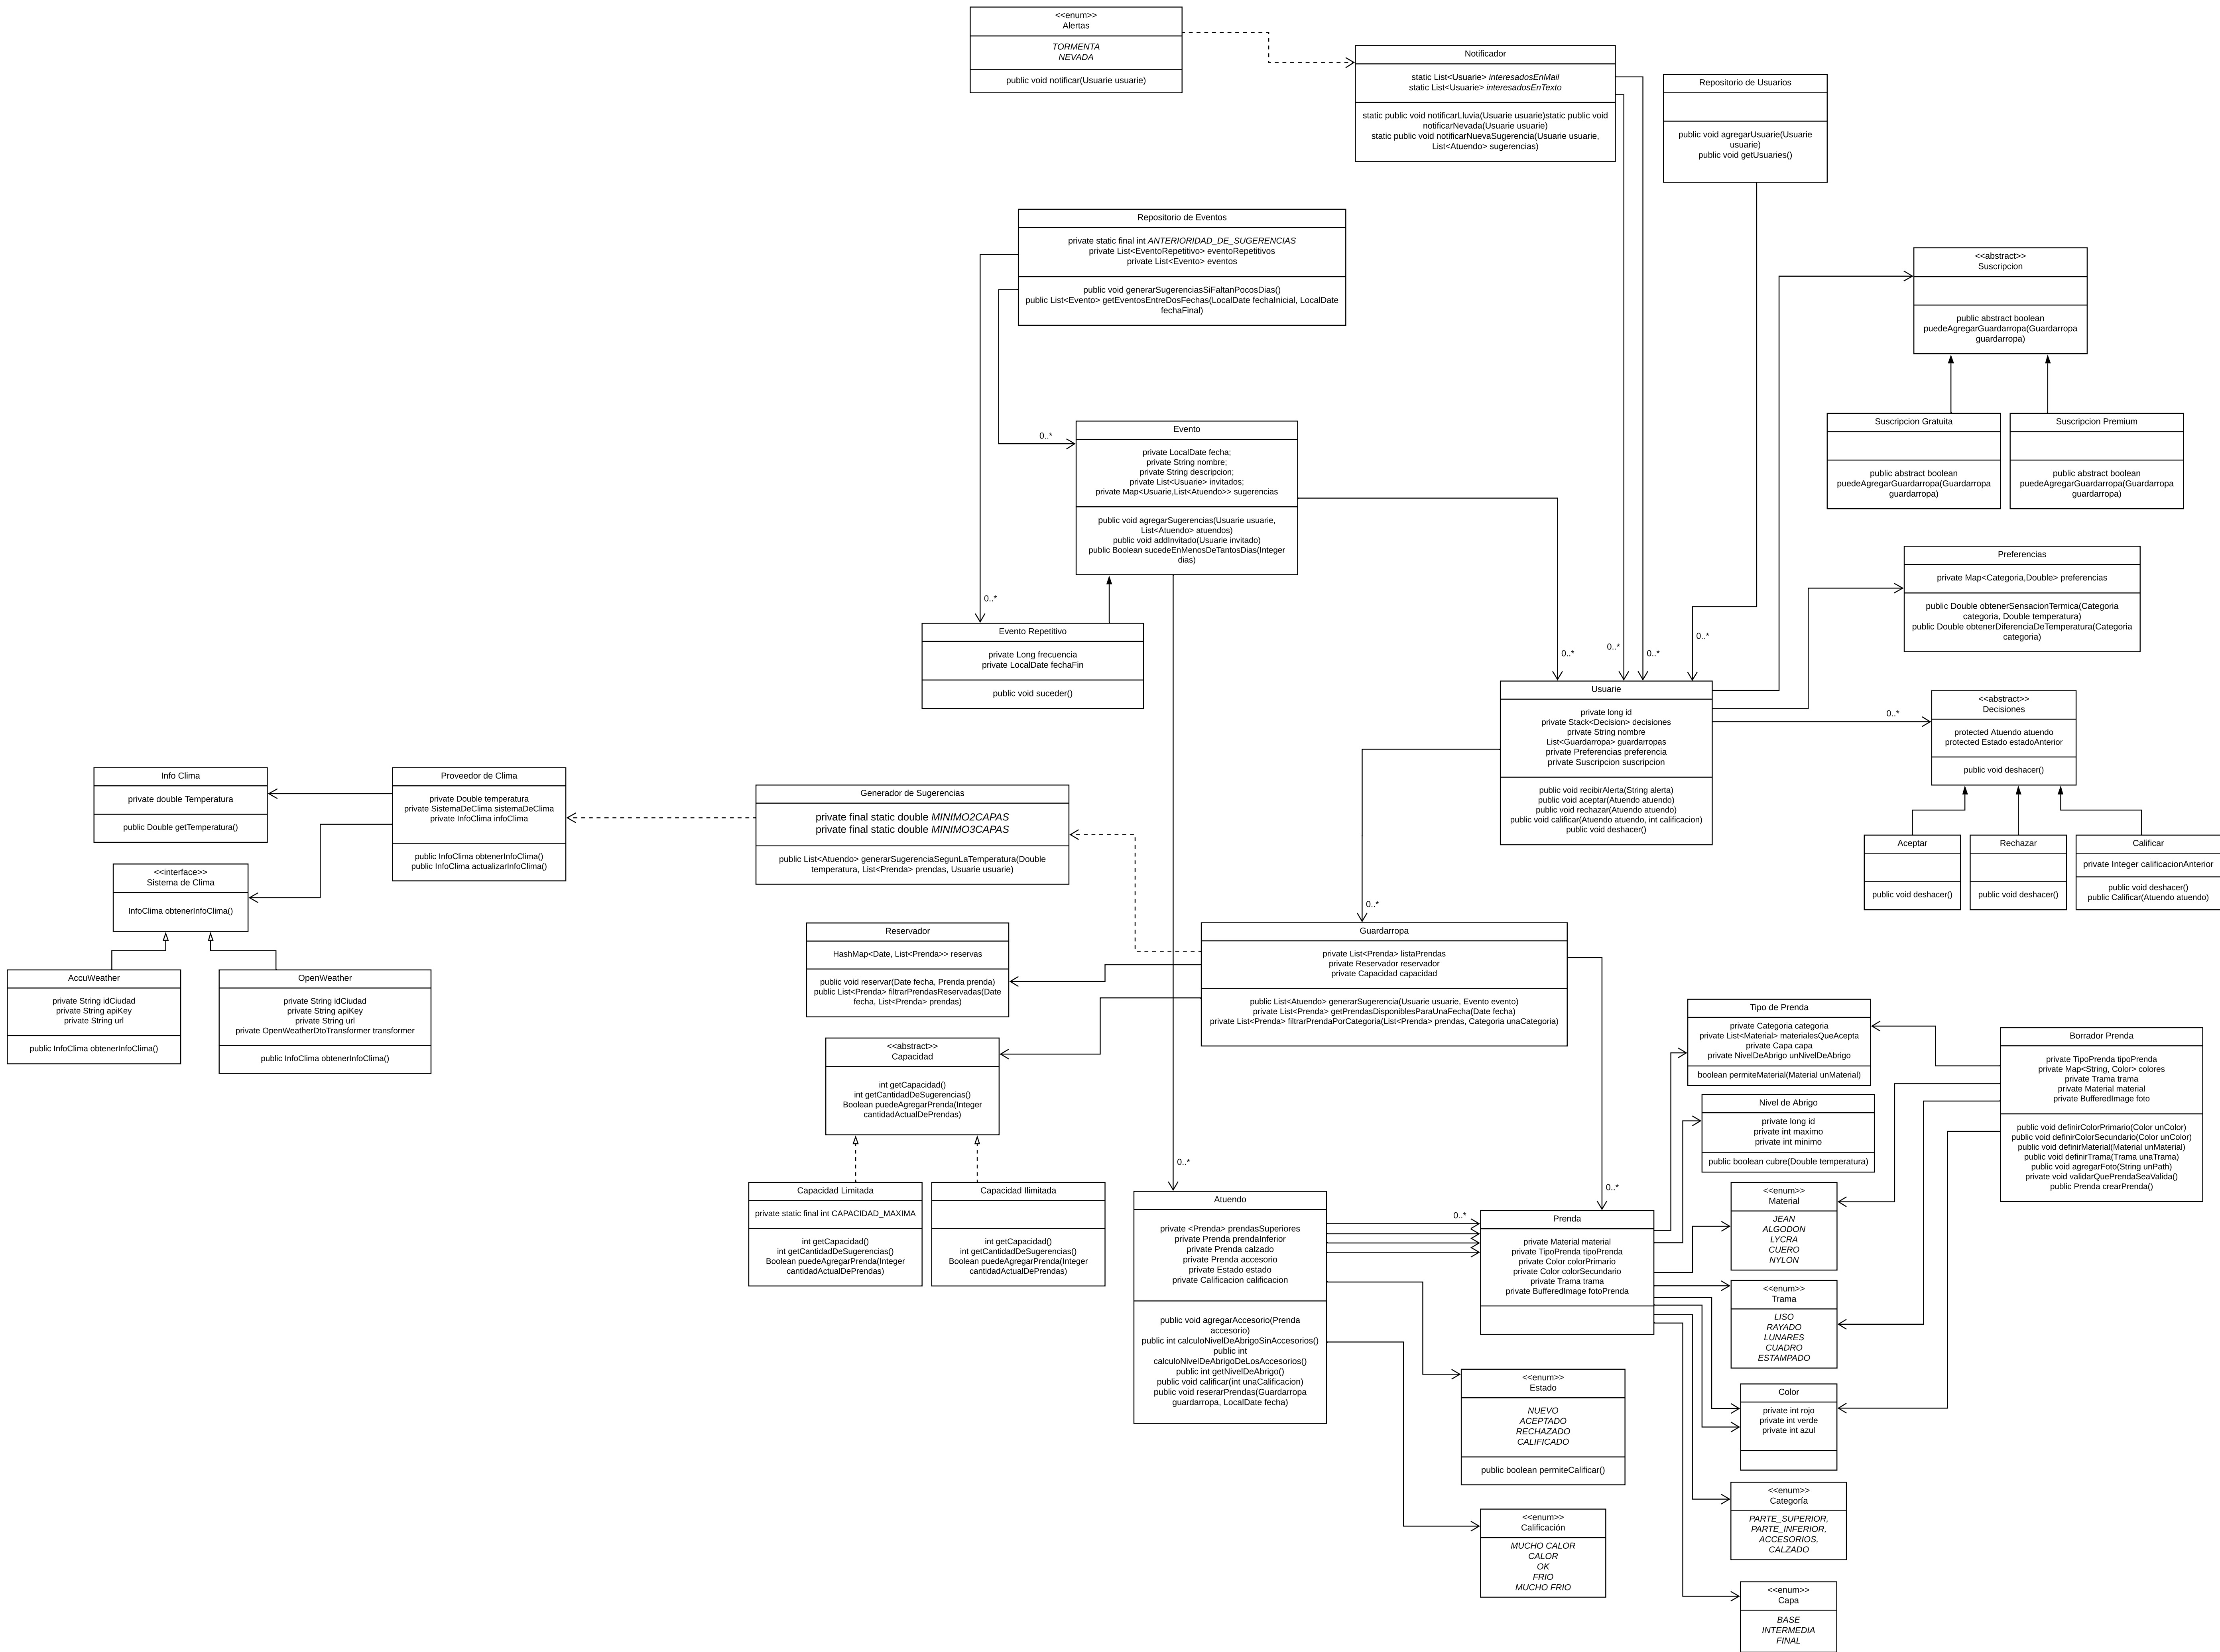 <<enum>>
Alertas
TORMENTA
NEVADA
public void notificar(Usuarie usuarie)
Notificador
static List<Usuarie> interesadosEnMail
static List<Usuarie> interesadosEnTexto
static public void notificarLluvia(Usuarie usuarie)static public void
notificarNevada(Usuarie usuarie)
static public void notificarNuevaSugerencia(Usuarie usuarie,
List<Atuendo> sugerencias)
Repositorio de Usuarios
public void agregarUsuarie(Usuarie
usuarie)
public void getUsuaries()
Repositorio de Eventos
private static final int ANTERIORIDAD_DE_SUGERENCIAS
private List<EventoRepetitivo> eventoRepetitivos
private List<Evento> eventos
public void generarSugerenciasSiFaltanPocosDias()
public List<Evento> getEventosEntreDosFechas(LocalDate fechaInicial, LocalDate
fechaFinal)
<<abstract>>
Suscripcion
public abstract boolean
puedeAgregarGuardarropa(Guardarropa
guardarropa)
Suscripcion Gratuita
public abstract boolean
puedeAgregarGuardarropa(Guardarropa
guardarropa)
Suscripcion Premium
public abstract boolean
puedeAgregarGuardarropa(Guardarropa
guardarropa)
0..*
Evento
private LocalDate fecha;
private String nombre;
private String descripcion;
private List<Usuarie> invitados;
private Map<Usuarie,List<Atuendo>> sugerencias
public void agregarSugerencias(Usuarie usuarie,
List<Atuendo> atuendos)
public void addInvitado(Usuarie invitado)
public Boolean sucedeEnMenosDeTantosDias(Integer
dias)
Preferencias
private Map<Categoria,Double> preferencias
public Double obtenerSensacionTermica(Categoria
categoria, Double temperatura)
public Double obtenerDiferenciaDeTemperatura(Categoria
categoria)
0..*
Evento Repetitivo
private Long frecuencia
private LocalDate fechaFin
public void suceder()
0..*
0..*
0..*
0..*
Usuarie
private long id
private Stack<Decision> decisiones
private String nombre
List<Guardarropa> guardarropas
private Preferencias preferencia
private Suscripcion suscripcion
public void recibirAlerta(String alerta)
public void aceptar(Atuendo atuendo)
public void rechazar(Atuendo atuendo)
public void calificar(Atuendo atuendo, int calificacion)
public void deshacer()
0..*
<<abstract>>
Decisiones
protected Atuendo atuendo
protected Estado estadoAnterior
public void deshacer()
Aceptar
public void deshacer()
Rechazar
public void deshacer()
Calificar
private Integer calificacionAnterior
public void deshacer()
public Calificar(Atuendo atuendo)
Info Clima
private double Temperatura
public Double getTemperatura()
Proveedor de Clima
private Double temperatura
private SistemaDeClima sistemaDeClima
private InfoClima infoClima
public InfoClima obtenerInfoClima()
public InfoClima actualizarInfoClima()
Generador de Sugerencias
private final static double MINIMO2CAPAS
private final static double MINIMO3CAPAS
public List<Atuendo> generarSugerenciaSegunLaTemperatura(Double
temperatura, List<Prenda> prendas, Usuarie usuarie)
<<interface>>
Sistema de Clima
InfoClima obtenerInfoClima()
AccuWeather
private String idCiudad
private String apiKey
private String url
public InfoClima obtenerInfoClima()
OpenWeather
private String idCiudad
private String apiKey
private String url
private OpenWeatherDtoTransformer transformer
public InfoClima obtenerInfoClima()
Reservador
HashMap<Date, List<Prenda>> reservas
public void reservar(Date fecha, Prenda prenda)
public List<Prenda> filtrarPrendasReservadas(Date
fecha, List<Prenda> prendas)
0..*
Guardarropa
private List<Prenda> listaPrendas
private Reservador reservador
private Capacidad capacidad
public List<Atuendo> generarSugerencia(Usuarie usuarie, Evento evento)
private List<Prenda> getPrendasDisponiblesParaUnaFecha(Date fecha)
private List<Prenda> filtrarPrendaPorCategoria(List<Prenda> prendas, Categoria unaCategoria)
<<abstract>>
Capacidad
int getCapacidad()
int getCantidadDeSugerencias()
Boolean puedeAgregarPrenda(Integer
cantidadActualDePrendas)
Capacidad Limitada
private static final int CAPACIDAD_MAXIMA
int getCapacidad()
int getCantidadDeSugerencias()
Boolean puedeAgregarPrenda(Integer
cantidadActualDePrendas)
Capacidad Ilimitada
int getCapacidad()
int getCantidadDeSugerencias()
Boolean puedeAgregarPrenda(Integer
cantidadActualDePrendas)
0..*
Atuendo
private <Prenda> prendasSuperiores
private Prenda prendaInferior
private Prenda calzado
private Prenda accesorio
private Estado estado
private Calificacion calificacion
public void agregarAccesorio(Prenda
accesorio)
public int calculoNivelDeAbrigoSinAccesorios()
public int
calculoNivelDeAbrigoDeLosAccesorios()
public int getNivelDeAbrigo()
public void calificar(int unaCalificacion)
public void reserarPrendas(Guardarropa
guardarropa, LocalDate fecha)
0..*
0..*
Prenda
private Material material
private TipoPrenda tipoPrenda
private Color colorPrimario
private Color colorSecundario
private Trama trama
private BufferedImage fotoPrenda
Tipo de Prenda
private Categoria categoria
private List<Material> materialesQueAcepta
private Capa capa
private NivelDeAbrigo unNivelDeAbrigo
boolean permiteMaterial(Material unMaterial)
Nivel de Abrigo
private long id
private int maximo
private int minimo
public boolean cubre(Double temperatura)
Borrador Prenda
private TipoPrenda tipoPrenda
private Map<String, Color> colores
private Trama trama
private Material material
private BufferedImage foto
public void definirColorPrimario(Color unColor)
public void definirColorSecundario(Color unColor)
public void definirMaterial(Material unMaterial)
public void definirTrama(Trama unaTrama)
public void agregarFoto(String unPath)
private void validarQuePrendaSeaValida()
public Prenda crearPrenda()
<<enum>>
Material
JEAN
ALGODON
LYCRA
CUERO
NYLON
<<enum>>
Trama
LISO
RAYADO
LUNARES
CUADRO
ESTAMPADO
<<enum>>
Estado
NUEVO
ACEPTADO
RECHAZADO
CALIFICADO
public boolean permiteCalificar()
Color
private int rojo
private int verde
private int azul
<<enum>>
Categoría
PARTE_SUPERIOR,
PARTE_INFERIOR,
ACCESORIOS,
CALZADO
<<enum>>
Calificación
MUCHO CALOR
CALOR
OK
FRIO
MUCHO FRIO
<<enum>>
Capa
BASE
INTERMEDIA
FINAL